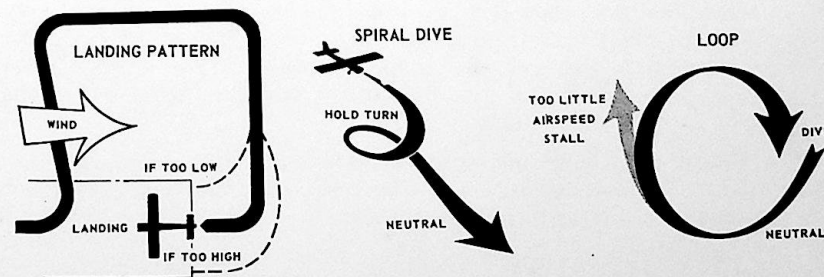 LANDING PATTERN
WIND
IF TOO LOW
LANDING
IF TOO HIGH
SPIRAL DIVE
HOLD TURN
NEUTRAL
LOOP
TOO LITTLE
AIRSPEED
STALL
DIV
NEUTRAL